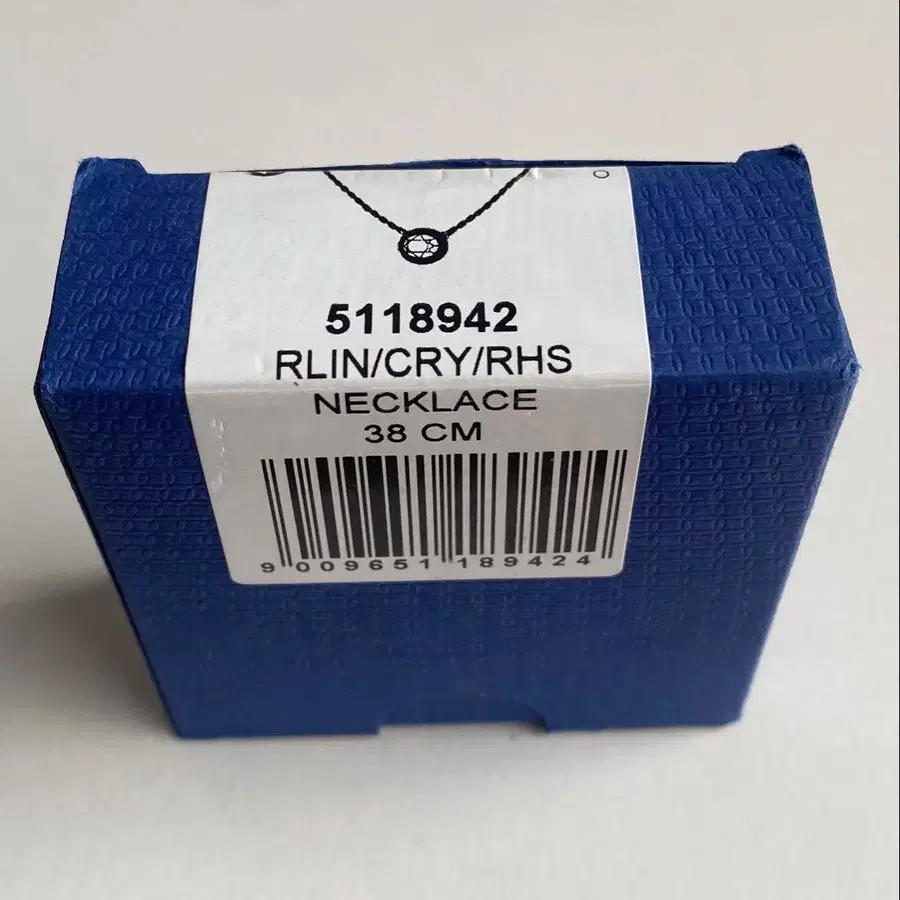 5118942
RLIN/CRY/RHS
NECKLACE
38 CM
9 009651 189424